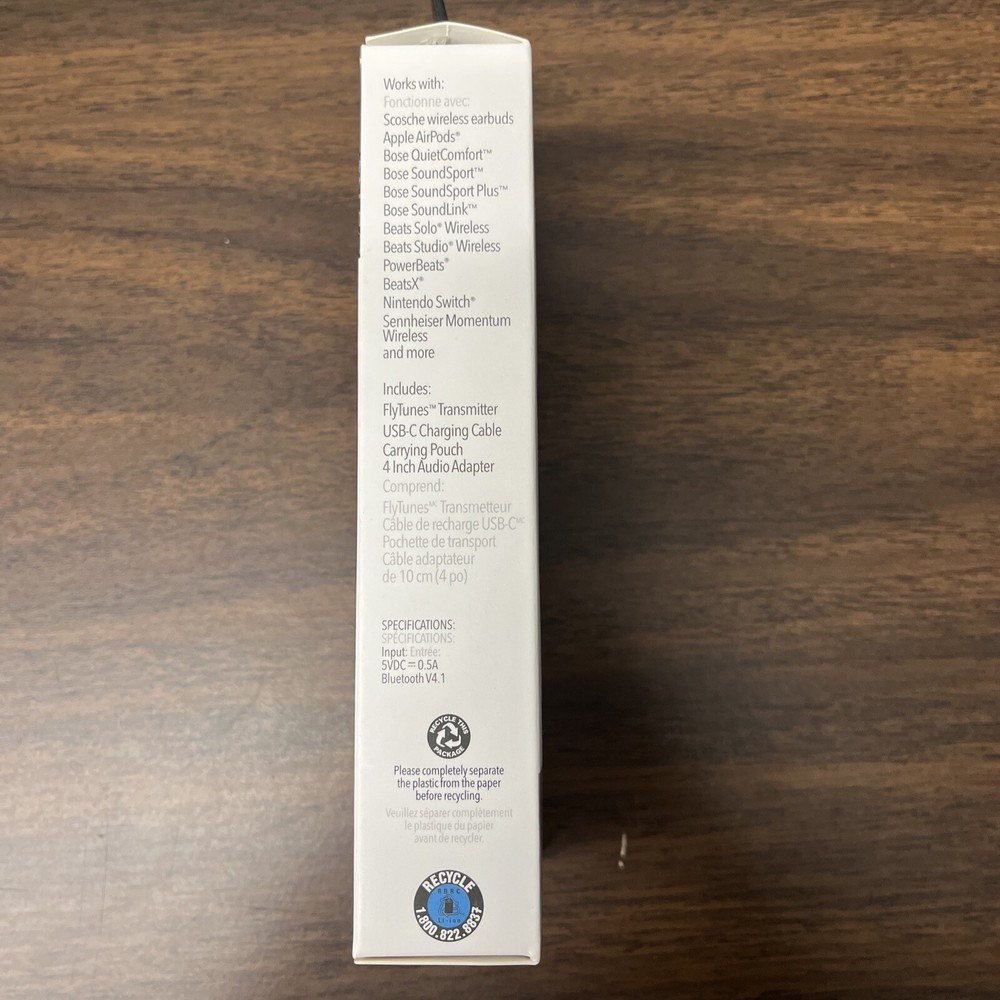 Works with:
Fonctionne avec:
Scosche wireless earbuds
Apple AirPods®
Bose QuietComfort™
Bose SoundSport™
Bose SoundSport Plus™
Bose SoundLink™
Beats Solo® Wireless
Beats Studio® Wireless
PowerBeats®
BeatsX®
Nintendo Switch®
Sennheiser Momentum
Wireless
and more
Includes:
FlyTunes™ Transmitter
USB-C Charging Cable
Carrying Pouch
4 Inch Audio Adapter
Comprend:
FlyTunesᴹᶜ Transmetteur
Câble de recharge USB-Cᴹᶜ
Pochette de transport
Câble adaptateur
de 10 cm (4 po)
SPECIFICATIONS:
SPÉCIFICATIONS:
Input: Entrée:
5VDC⎓0.5A
Bluetooth V4.1
RECYCLE THIS
PACKAGE
Please completely separate
the plastic from the paper
before recycling.
Veuillez séparer complètement
le plastique du papier
avant de recycler.
RECYCLE
RBRC
Li-ion
1.800.822.8837